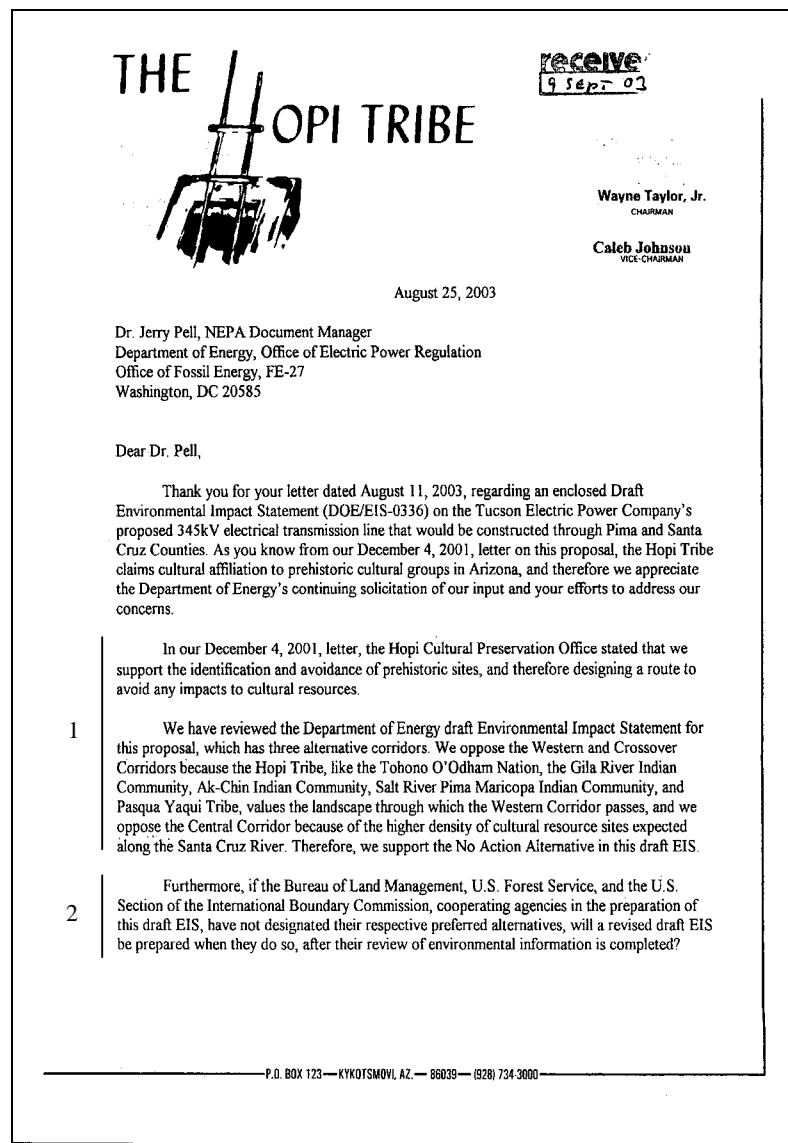 THE
HOPI TRIBE
receive
9 Sept 03
Wayne Taylor, Jr.
CHAIRMAN
Caleb Johnson
VICE-CHAIRMAN
August 25, 2003
Dr. Jerry Pell, NEPA Document Manager
Department of Energy, Office of Electric Power Regulation
Office of Fossil Energy, FE-27
Washington, DC 20585
Dear Dr. Pell,
Thank you for your letter dated August 11, 2003, regarding an enclosed Draft
Environmental Impact Statement (DOE/EIS-0336) on the Tucson Electric Power Company's
proposed 345kV electrical transmission line that would be constructed through Pima and Santa
Cruz Counties. As you know from our December 4, 2001, letter on this proposal, the Hopi Tribe
claims cultural affiliation to prehistoric cultural groups in Arizona, and therefore we appreciate
the Department of Energy's continuing solicitation of our input and your efforts to address our
concerns.
In our December 4, 2001, letter, the Hopi Cultural Preservation Office stated that we
support the identification and avoidance of prehistoric sites, and therefore designing a route to
avoid any impacts to cultural resources.
1
We have reviewed the Department of Energy draft Environmental Impact Statement for
this proposal, which has three alternative corridors. We oppose the Western and Crossover
Corridors because the Hopi Tribe, like the Tohono O'Odham Nation, the Gila River Indian
Community, Ak-Chin Indian Community, Salt River Pima Maricopa Indian Community, and
Pasqua Yaqui Tribe, values the landscape through which the Western Corridor passes, and we
oppose the Central Corridor because of the higher density of cultural resource sites expected
along the Santa Cruz River. Therefore, we support the No Action Alternative in this draft EIS.
2
Furthermore, if the Bureau of Land Management, U.S. Forest Service, and the U.S.
Section of the International Boundary Commission, cooperating agencies in the preparation of
this draft EIS, have not designated their respective preferred alternatives, will a revised draft EIS
be prepared when they do so, after their review of environmental information is completed?
P.O. BOX 123 — KYKOTSMOVI, AZ. — 86039 — (928) 734-3000